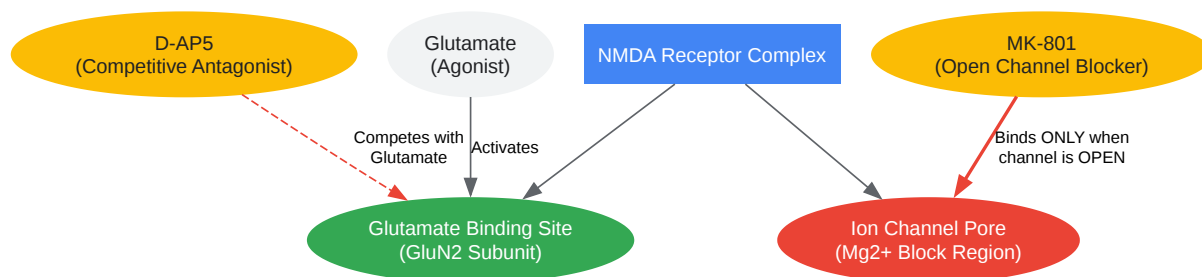 D-AP5
(Competitive Antagonist)
Glutamate
(Agonist)
NMDA Receptor Complex
MK-801
(Open Channel Blocker)
Competes with
Glutamate
Activates
Binds ONLY when
channel is OPEN
Glutamate Binding Site
(GluN2 Subunit)
Ion Channel Pore
(Mg2+ Block Region)